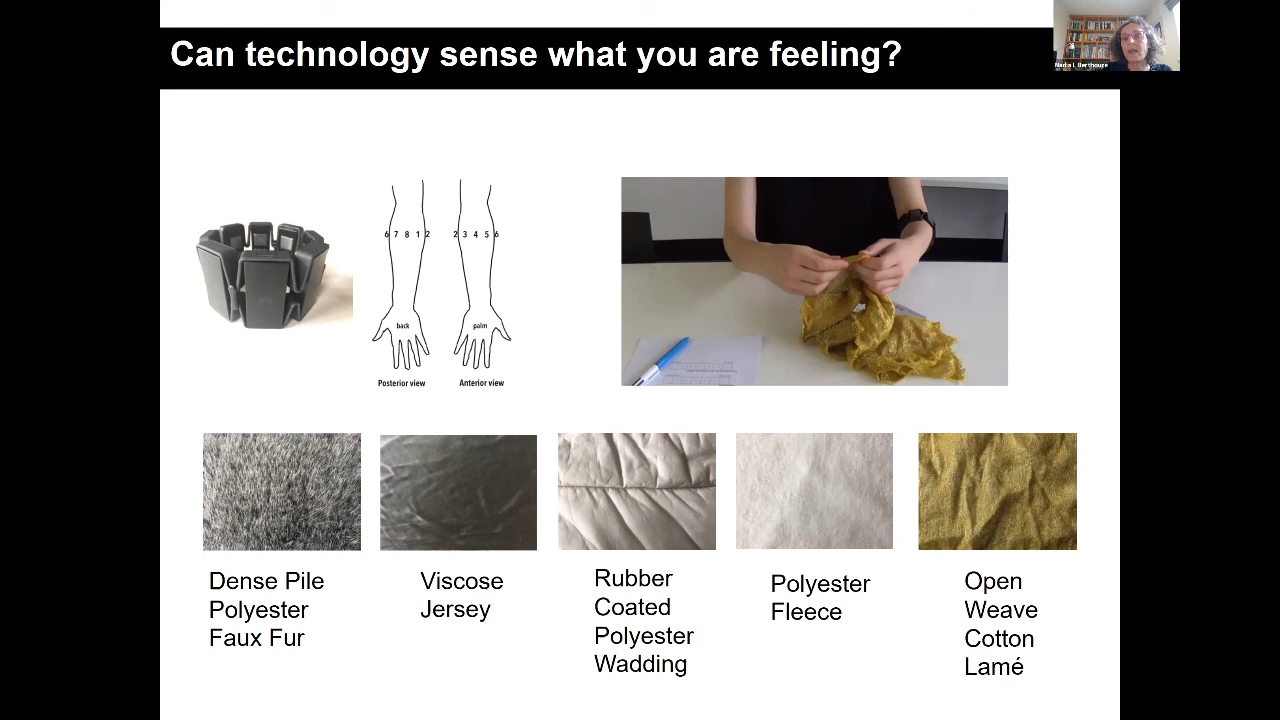 Can technology sense what you are feeling?
6 7 8 1 2
2 3 4 5 6
back
palm
Posterior view
Anterior view
Dense Pile
Polyester
Faux Fur
Viscose
Jersey
Rubber
Coated
Polyester
Wadding
Polyester
Fleece
Open
Weave
Cotton
Lamé